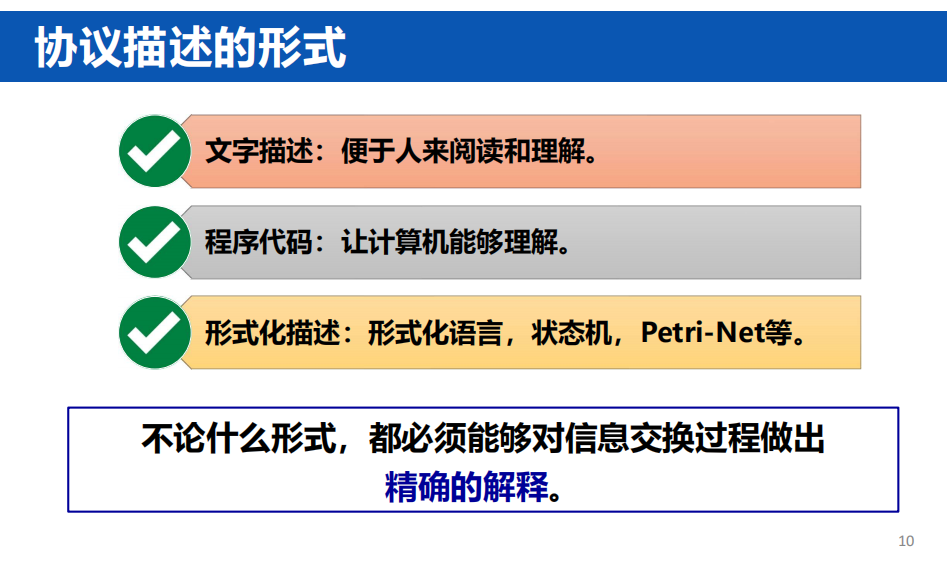 协议描述的形式
文字描述：便于人来阅读和理解。
程序代码：让计算机能够理解。
形式化描述：形式化语言，状态机，Petri-Net等。
不论什么形式，都必须能够对信息交换过程做出
精确的解释。
10